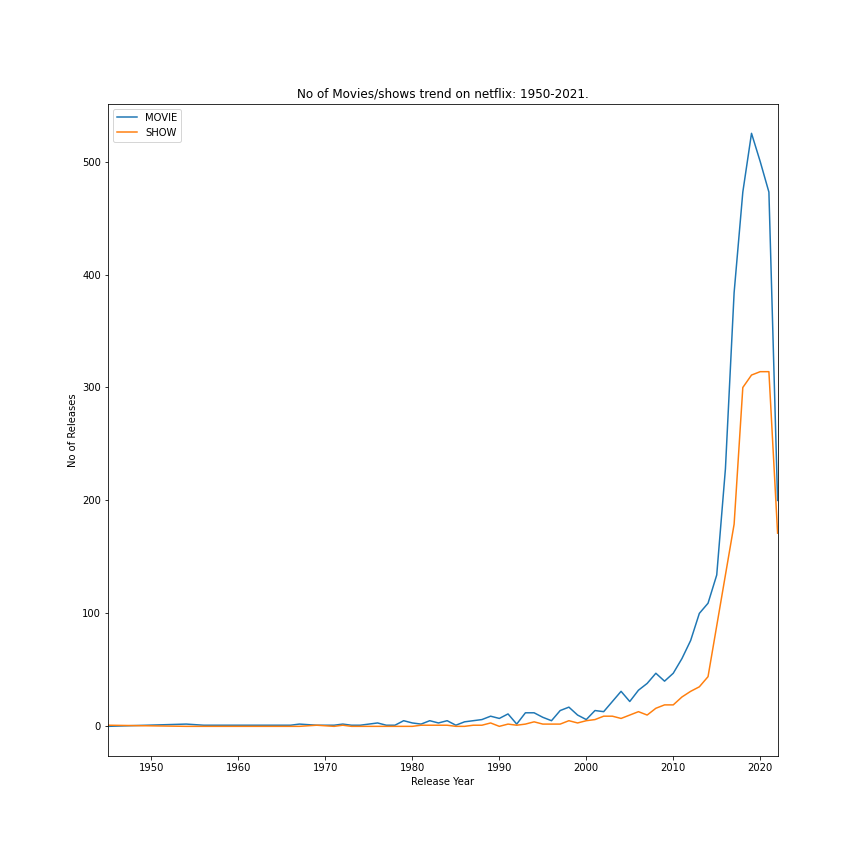 No of Movies/shows trend on netflix: 1950-2021.
MOVIE
SHOW
No of Releases
500
400
300
200
100
0
1950 1960 1970 1980 1990 2000 2010 2020
Release Year